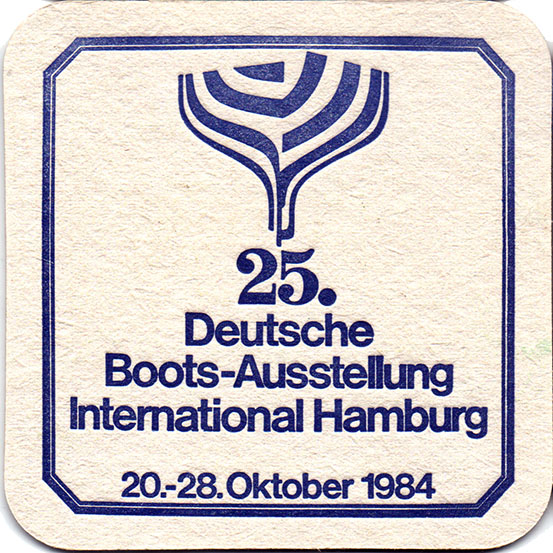 25.
Deutsche
Boots-Ausstellung
International Hamburg
20.-28. Oktober 1984